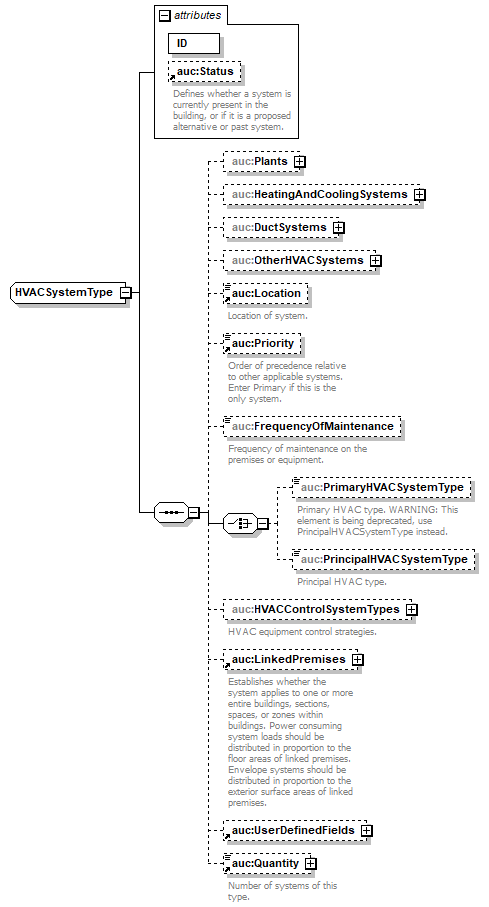 attributes
ID
auc:Status
Defines whether a system is
currently present in the
building, or if it is a proposed
alternative or past system.
auc:Plants
auc:HeatingAndCoolingSystems
auc:DuctSystems
auc:OtherHVACSystems
HVACSystemType
auc:Location
Location of system.
auc:Priority
Order of precedence relative
to other applicable systems.
Enter Primary if this is the
only system.
auc:FrequencyOfMaintenance
Frequency of maintenance on the
premises or equipment.
auc:PrimaryHVACSystemType
Primary HVAC type. WARNING: This
element is being deprecated, use
PrincipalHVACSystemType instead.
auc:PrincipalHVACSystemType
Principal HVAC type.
auc:HVACControlSystemTypes
HVAC equipment control strategies.
auc:LinkedPremises
Establishes whether the
system applies to one or more
entire buildings, sections,
spaces, or zones within
buildings. Power consuming
system loads should be
distributed in proportion to the
floor areas of linked premises.
Envelope systems should be
distributed in proportion to the
exterior surface areas of linked
premises.
auc:UserDefinedFields
auc:Quantity
Number of systems of this
type.